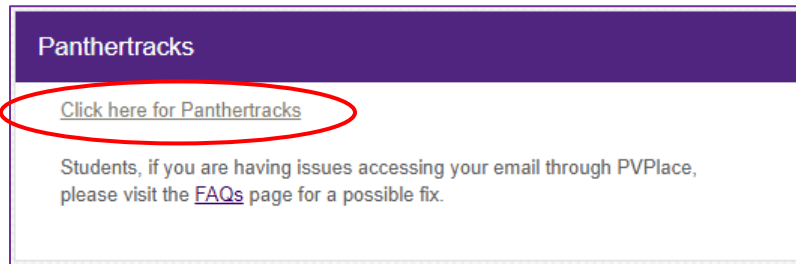 Panthertracks
Click here for Panthertracks
Students, if you are having issues accessing your email through PVPlace,
please visit the FAQs page for a possible fix.